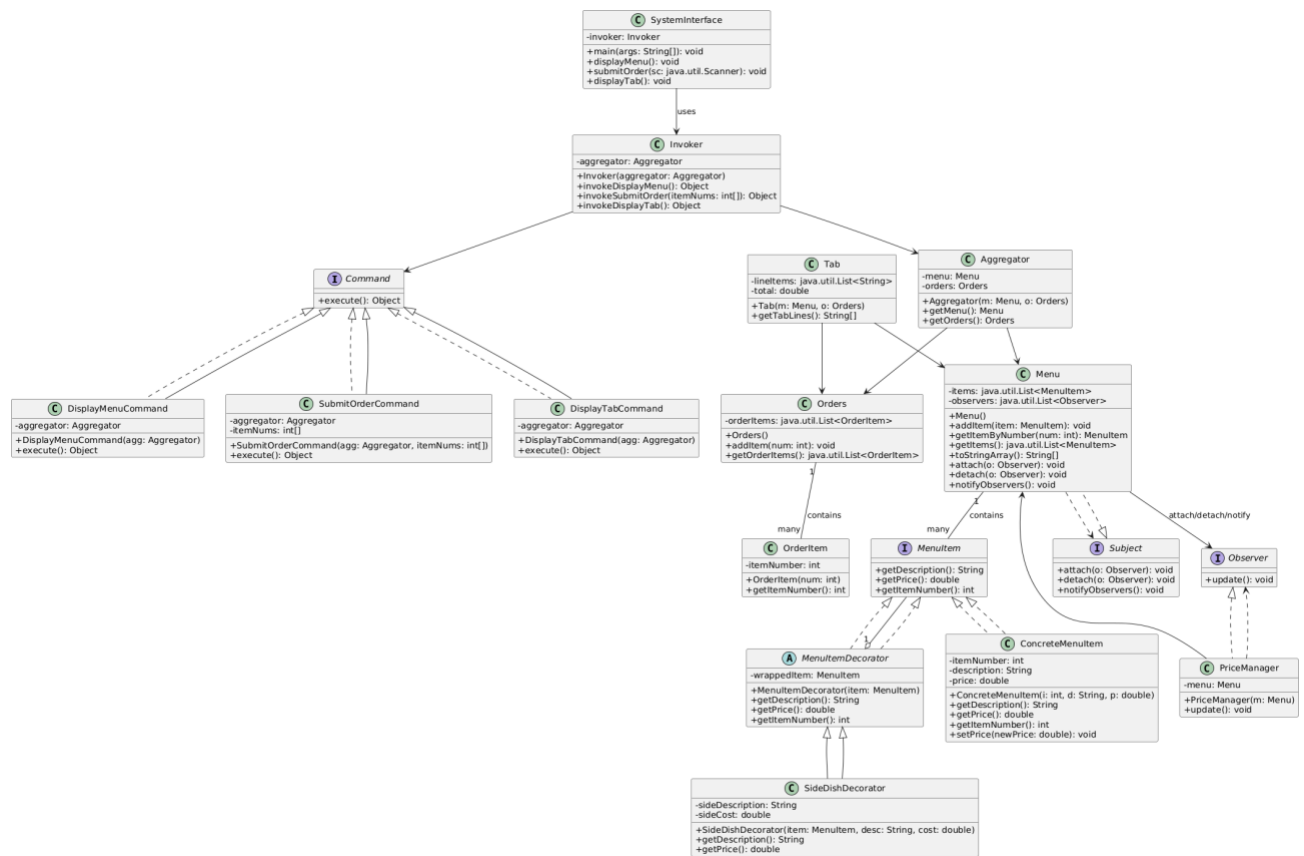 C SystemInterface
-invoker: Invoker
+main(args: String[]): void
+displayMenu(): void
+submitOrder(sc: java.util.Scanner): void
+displayTab(): void
uses
C Invoker
-aggregator: Aggregator
+Invoker(aggregator: Aggregator)
+invokeDisplayMenu(): Object
+invokeSubmitOrder(itemNums: int[]): Object
+invokeDisplayTab(): Object
I Command
+execute(): Object
C Tab
-lineItems: java.util.List<String>
-total: double
+Tab(m: Menu, o: Orders)
+getTabLines(): String[]
C Aggregator
-menu: Menu
-orders: Orders
+Aggregator(m: Menu, o: Orders)
+getMenu(): Menu
+getOrders(): Orders
C DisplayMenuCommand
-aggregator: Aggregator
+DisplayMenuCommand(agg: Aggregator)
+execute(): Object
C SubmitOrderCommand
-aggregator: Aggregator
-itemNums: int[]
+SubmitOrderCommand(agg: Aggregator, itemNums: int[])
+execute(): Object
C DisplayTabCommand
-aggregator: Aggregator
+DisplayTabCommand(agg: Aggregator)
+execute(): Object
C Orders
-orderItems: java.util.List<OrderItem>
+Orders()
+addItem(num: int): void
+getOrderItems(): java.util.List<OrderItem>
C Menu
-items: java.util.List<MenuItem>
-observers: java.util.List<Observer>
+Menu()
+addItem(item: MenuItem): void
+getItemByNumber(num: int): MenuItem
+getItems(): java.util.List<MenuItem>
+toStringArray(): String[]
+attach(o: Observer): void
+detach(o: Observer): void
+notifyObservers(): void
1
contains
many
1
contains
many
attach/detach/notify
C OrderItem
-itemNumber: int
+OrderItem(num: int)
+getItemNumber(): int
I MenuItem
+getDescription(): String
+getPrice(): double
+getItemNumber(): int
I Subject
+attach(o: Observer): void
+detach(o: Observer): void
+notifyObservers(): void
I Observer
+update(): void
1
A MenuItemDecorator
-wrappedItem: MenuItem
+MenuItemDecorator(item: MenuItem)
+getDescription(): String
+getPrice(): double
+getItemNumber(): int
C ConcreteMenuItem
-itemNumber: int
-description: String
-price: double
+ConcreteMenuItem(i: int, d: String, p: double)
+getDescription(): String
+getPrice(): double
+getItemNumber(): int
+setPrice(newPrice: double): void
C PriceManager
-menu: Menu
+PriceManager(m: Menu)
+update(): void
C SideDishDecorator
-sideDescription: String
-sideCost: double
+SideDishDecorator(item: MenuItem, desc: String, cost: double)
+getDescription(): String
+getPrice(): double